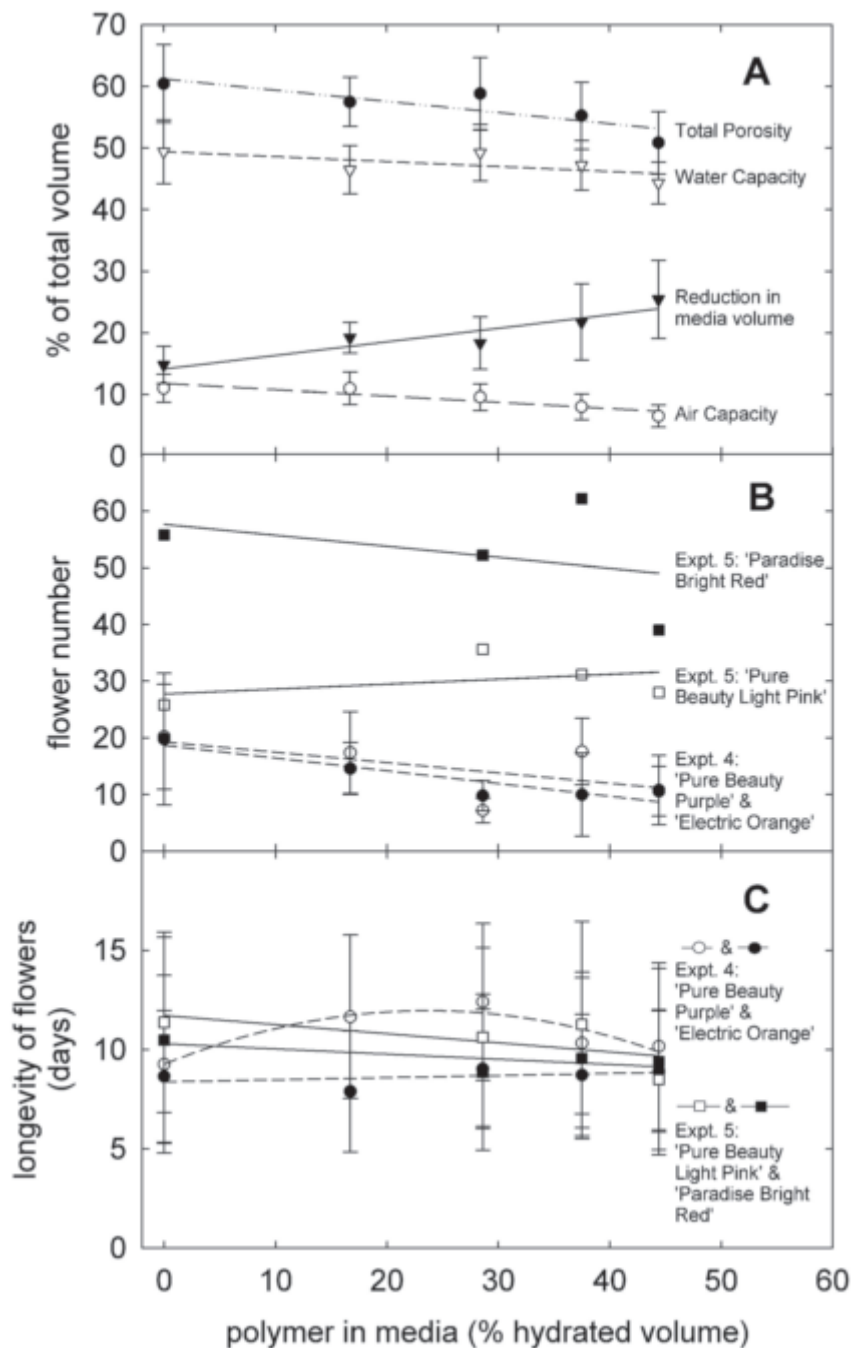 70
60
50
40
30
20
10
0
% of total volume
A
Total Porosity
Water Capacity
Reduction in
media volume
Air Capacity
60
50
40
30
20
10
0
flower number
B
Expt. 5: 'Paradise
Bright Red'
Expt. 5: 'Pure
Beauty Light Pink'
Expt. 4:
'Pure Beauty
Purple' &
'Electric Orange'
15
10
5
0
longevity of flowers
(days)
C
&
Expt. 4:
'Pure Beauty
Purple' &
'Electric Orange'
&
Expt. 5:
'Pure Beauty
Light Pink' &
'Paradise Bright
Red'
0 10 20 30 40 50 60
polymer in media (% hydrated volume)